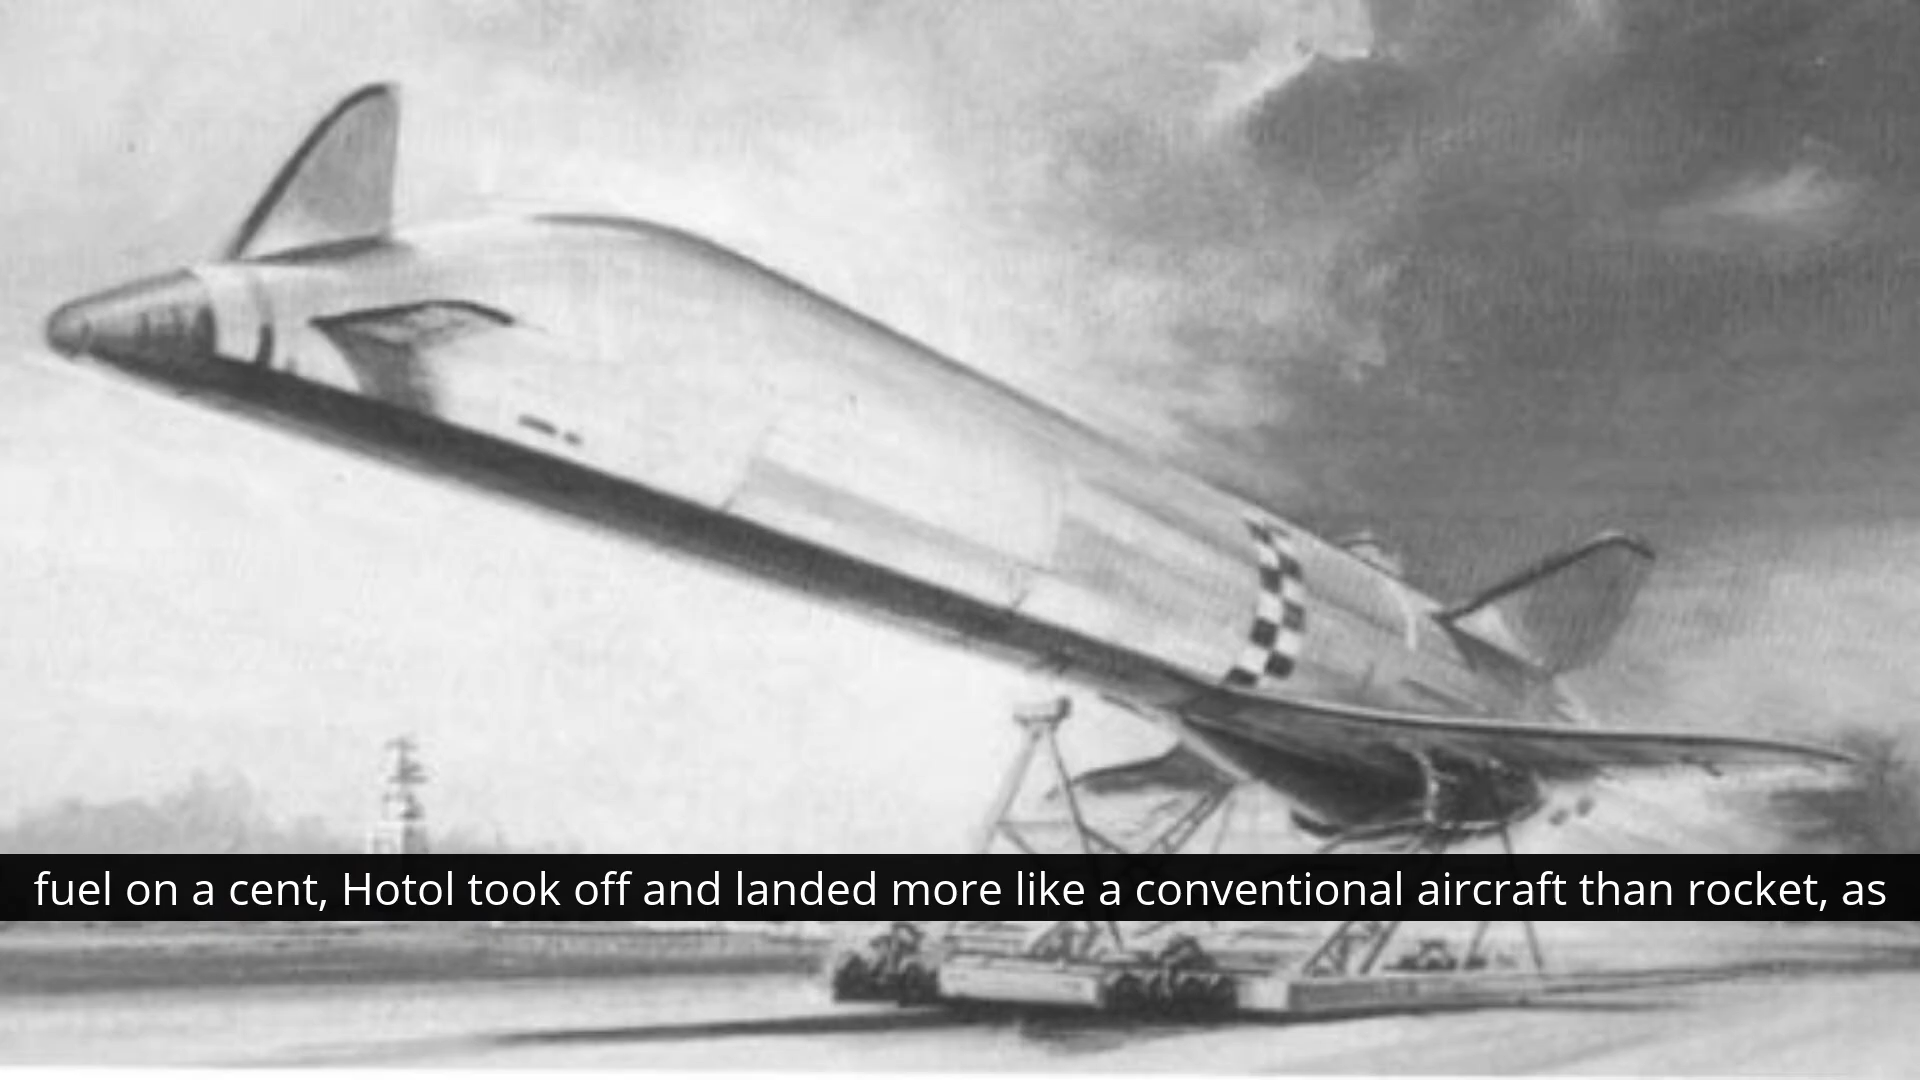 fuel on a cent, Hotol took off and landed more like a conventional aircraft than rocket, as